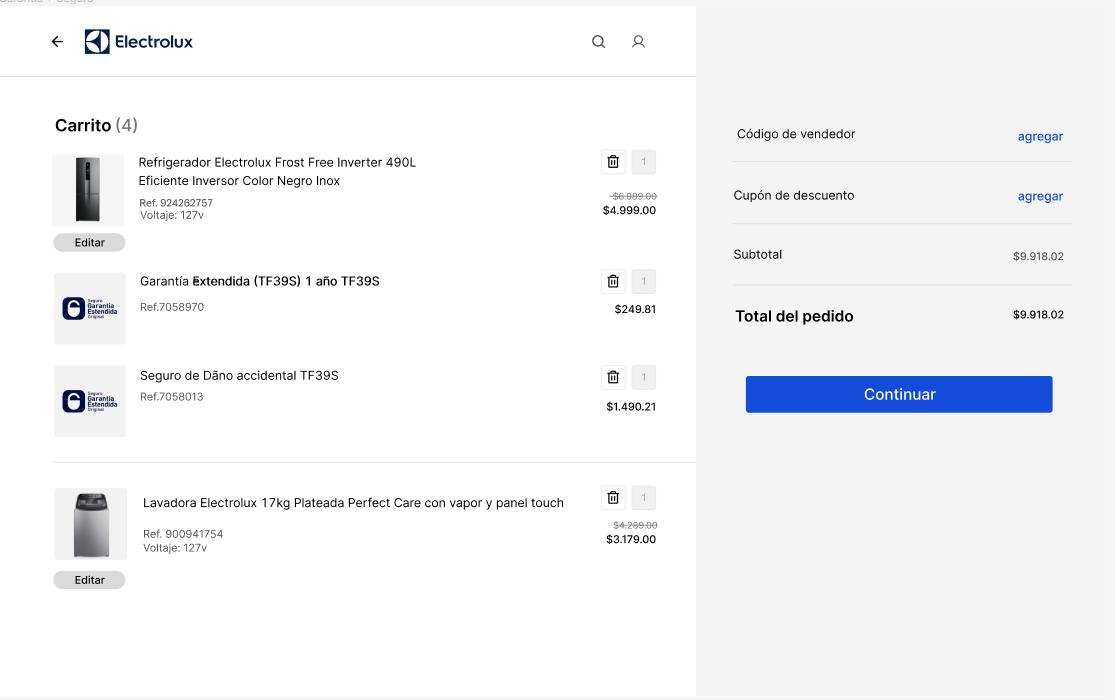 Garantía + Seguro
Electrolux
Carrito (4)
Refrigerador Electrolux Frost Free Inverter 490L
Eficiente Inversor Color Negro Inox
Ref. 924262757
Voltaje: 127v
1
$6.889.00
$4.999.00
Editar
Garantía Extendida (TF39S) 1 año TF39S
Ref.7058970
1
$249.81
Seguro
Garantía
Extendida
Original
Seguro de Dãno accidental TF39S
Ref.7058013
1
$1.490.21
Seguro
Garantía
Extendida
Original
Lavadora Electrolux 17kg Plateada Perfect Care con vapor y panel touch
Ref. 900941754
Voltaje: 127v
1
$4.289.00
$3.179.00
Editar
Código de vendedor
agregar
Cupón de descuento
agregar
Subtotal
$9.918.02
Total del pedido
$9.918.02
Continuar